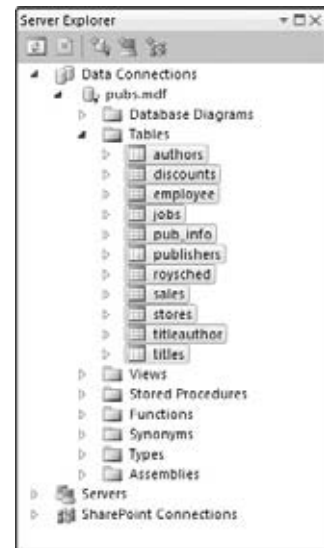 Server Explorer
Data Connections
pubs.mdf
Database Diagrams
Tables
authors
discounts
employee
jobs
pub_info
publishers
roysched
sales
stores
titleauthor
titles
Views
Stored Procedures
Functions
Synonyms
Types
Assemblies
Servers
SharePoint Connections